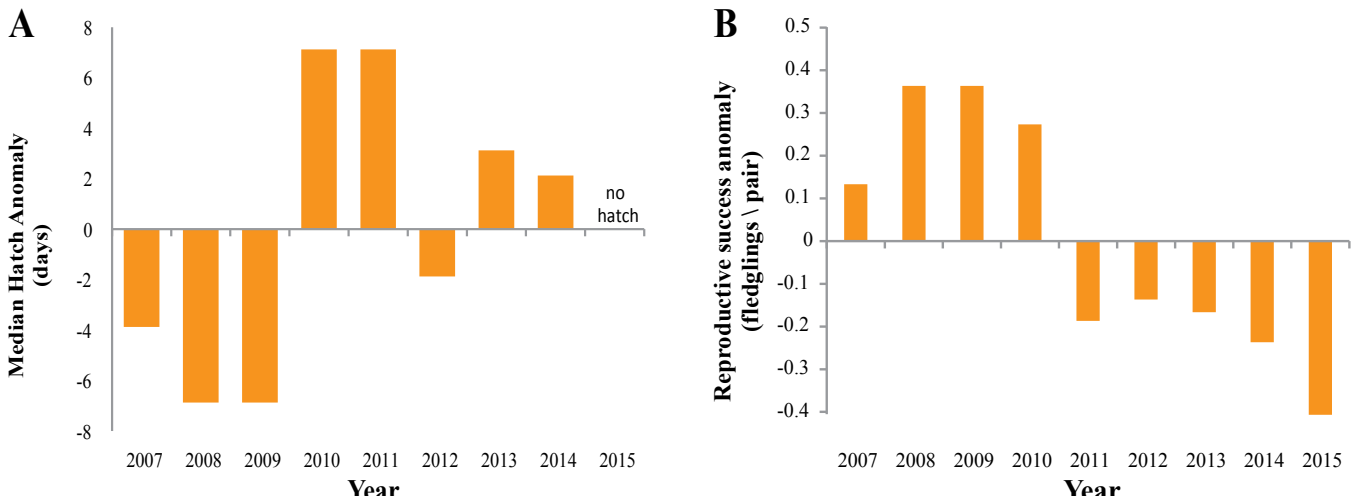 A
Median Hatch Anomaly
(days)
8
6
4
2
0
-2
-4
-6
-8
no
hatch
2007 2008 2009 2010 2011 2012 2013 2014 2015
Year
B
Reproductive success anomaly
(fledglings \ pair)
0.5
0.4
0.3
0.2
0.1
0
-0.1
-0.2
-0.3
-0.4
2007 2008 2009 2010 2011 2012 2013 2014 2015
Year